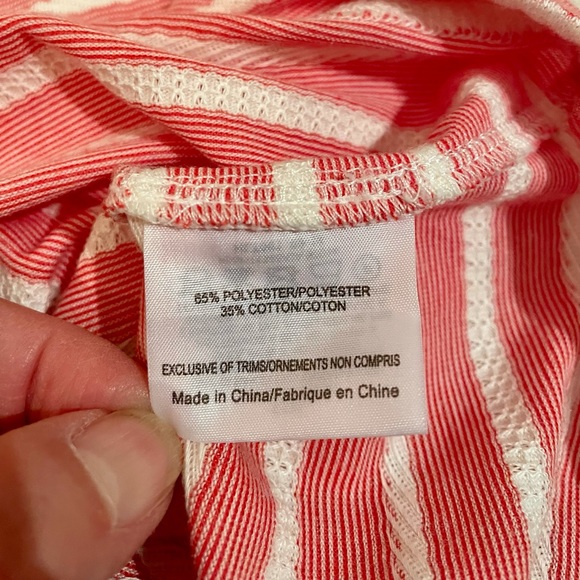 65% POLYESTER/POLYESTER
35% COTTON/COTON
EXCLUSIVE OF TRIMS/ORNEMENTS NON COMPRIS
Made in China/Fabrique en Chine